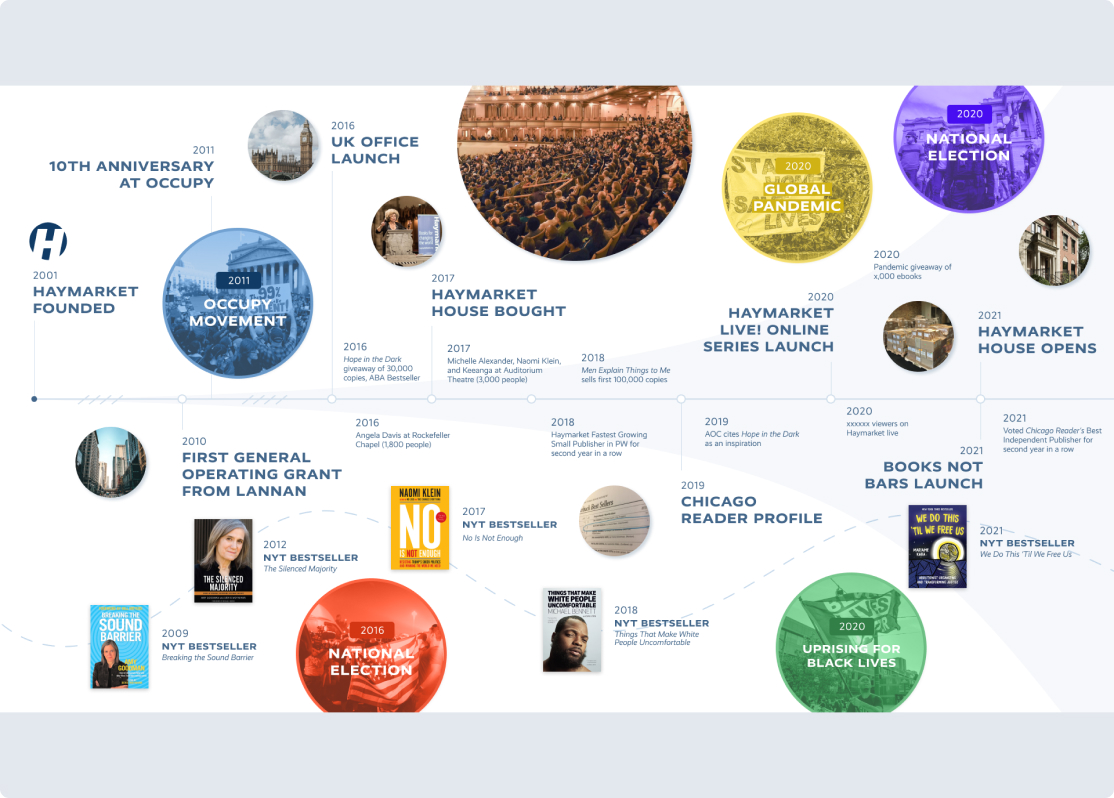 2001
HAYMARKET
FOUNDED
2011
10TH ANNIVERSARY
AT OCCUPY
2011
OCCUPY
MOVEMENT
99%
2016
UK OFFICE
LAUNCH
2016
Hope in the Dark
giveaway of 30,000
copies, ABA Bestseller
2017
HAYMARKET
HOUSE BOUGHT
2017
Michelle Alexander, Naomi Klein,
and Keeanga at Auditorium
Theatre (3,000 people)
2018
Men Explain Things to Me
sells first 100,000 copies
2020
GLOBAL
PANDEMIC
LIVES
2020
HAYMARKET
LIVE! ONLINE
SERIES LAUNCH
2020
NATIONAL
ELECTION
2020
Pandemic giveaway of
x,000 ebooks
2021
HAYMARKET
HOUSE OPENS
2010
FIRST GENERAL
OPERATING GRANT
FROM LANNAN
2016
Angela Davis at Rockefeller
Chapel (1,800 people)
2018
Haymarket Fastest Growing
Small Publisher in PW for
second year in a row
2019
AOC cites Hope in the Dark
as an inspiration
2019
CHICAGO
READER PROFILE
2020
xxxxxx viewers on
Haymarket live
2021
Voted Chicago Reader's Best
Independent Publisher for
second year in a row
2021
BOOKS NOT
BARS LAUNCH
BREAKING THE
SOUND
BARRIER
AMY
GOODMAN
2009
NYT BESTSELLER
Breaking the Sound Barrier
THE SILENCED
MAJORITY
2012
NYT BESTSELLER
The Silenced Majority
NAOMI KLEIN
NO
IS NOT ENOUGH
2017
NYT BESTSELLER
No Is Not Enough
2016
NATIONAL
ELECTION
THINGS THAT MAKE
WHITE PEOPLE
UNCOMFORTABLE
MICHAEL BENNETT
2018
NYT BESTSELLER
Things That Make White
People Uncomfortable
2020
UPRISING FOR
BLACK LIVES
WE DO THIS
'TIL WE FREE US
MARIAME
KABA
2021
NYT BESTSELLER
We Do This 'Til We Free Us